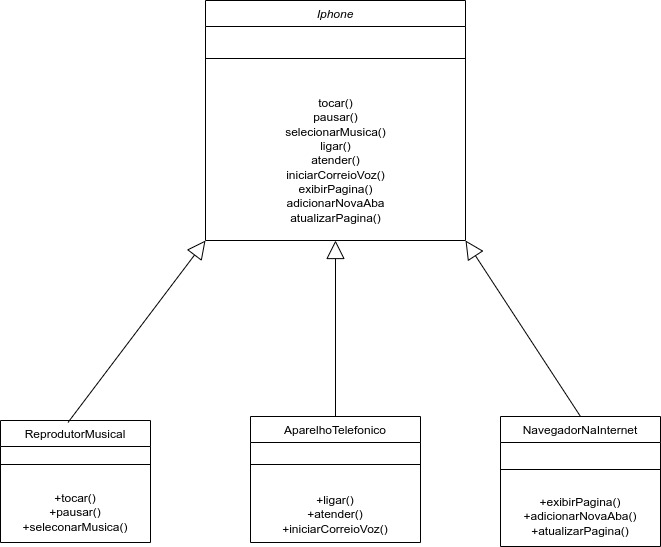 Iphone
tocar()
pausar()
selecionarMusica()
ligar()
atender()
iniciarCorreioVoz()
exibirPagina()
adicionarNovaAba
atualizarPagina()
ReprodutorMusical
+tocar()
+pausar()
+seleconarMusica()
AparelhoTelefonico
+ligar()
+atender()
+iniciarCorreioVoz()
NavegadorNaInternet
+exibirPagina()
+adicionarNovaAba()
+atualizarPagina()